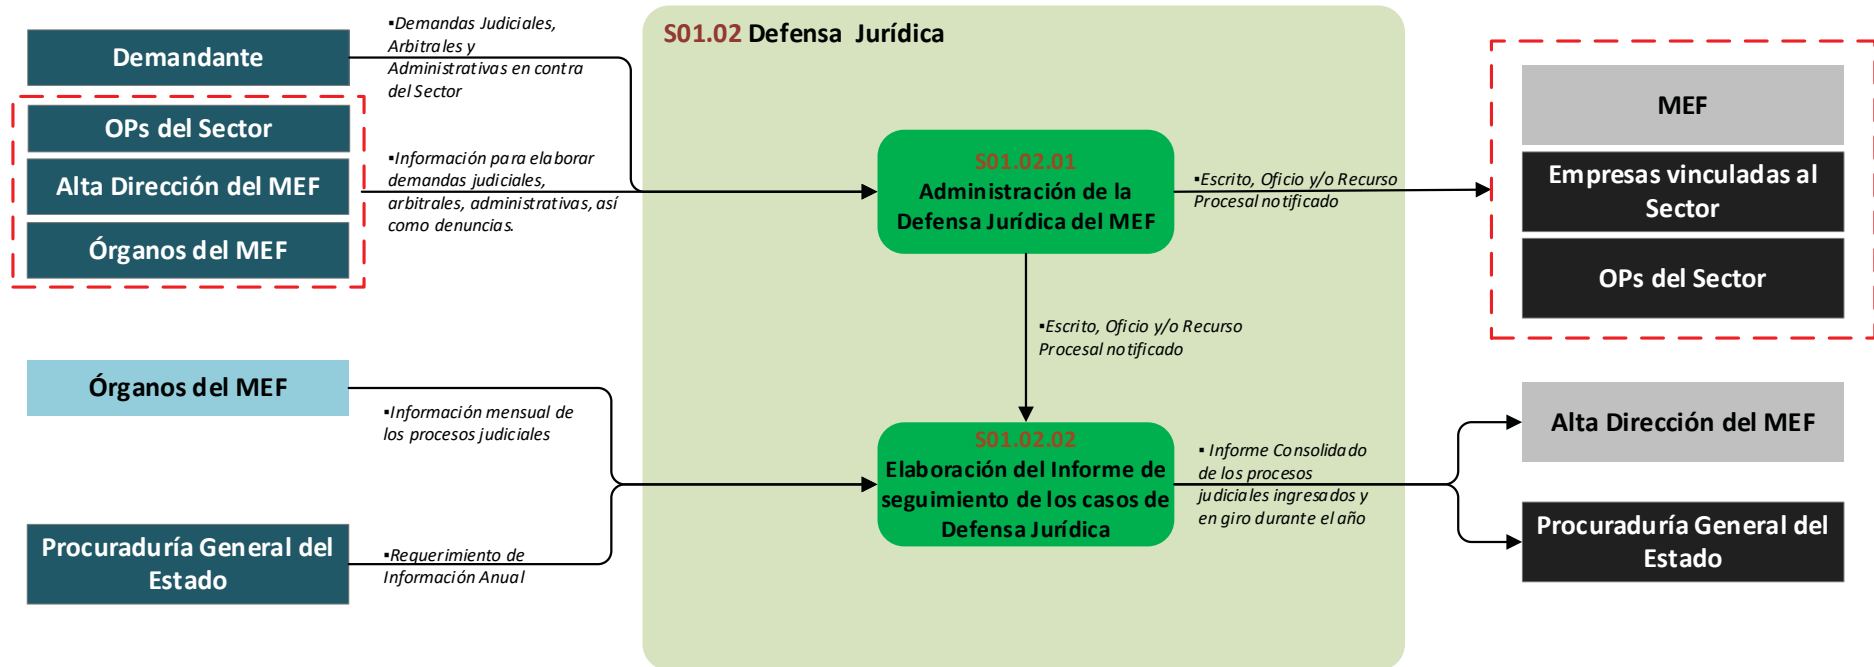 S01.02 Defensa Jurídica
Demandante
▪Demandas Judiciales,
Arbitrales y
Administrativas en contra
del Sector
OPs del Sector
Alta Dirección del MEF
Órganos del MEF
▪Información para elaborar
demandas judiciales,
arbitrales, administrativas, así
como denuncias.
S01.02.01
Administración de la
Defensa Jurídica del MEF
▪Escrito, Oficio y/o Recurso
Procesal notificado
MEF
Empresas vinculadas al
Sector
OPs del Sector
▪Escrito, Oficio y/o Recurso
Procesal notificado
Órganos del MEF
▪Información mensual de
los procesos judiciales
Procuraduría General del
Estado
▪Requerimiento de
Información Anual
S01.02.02
Elaboración del Informe de
seguimiento de los casos de
Defensa Jurídica
▪ Informe Consolidado
de los procesos
judiciales ingresados y
en giro durante el año
Alta Dirección del MEF
Procuraduría General del
Estado